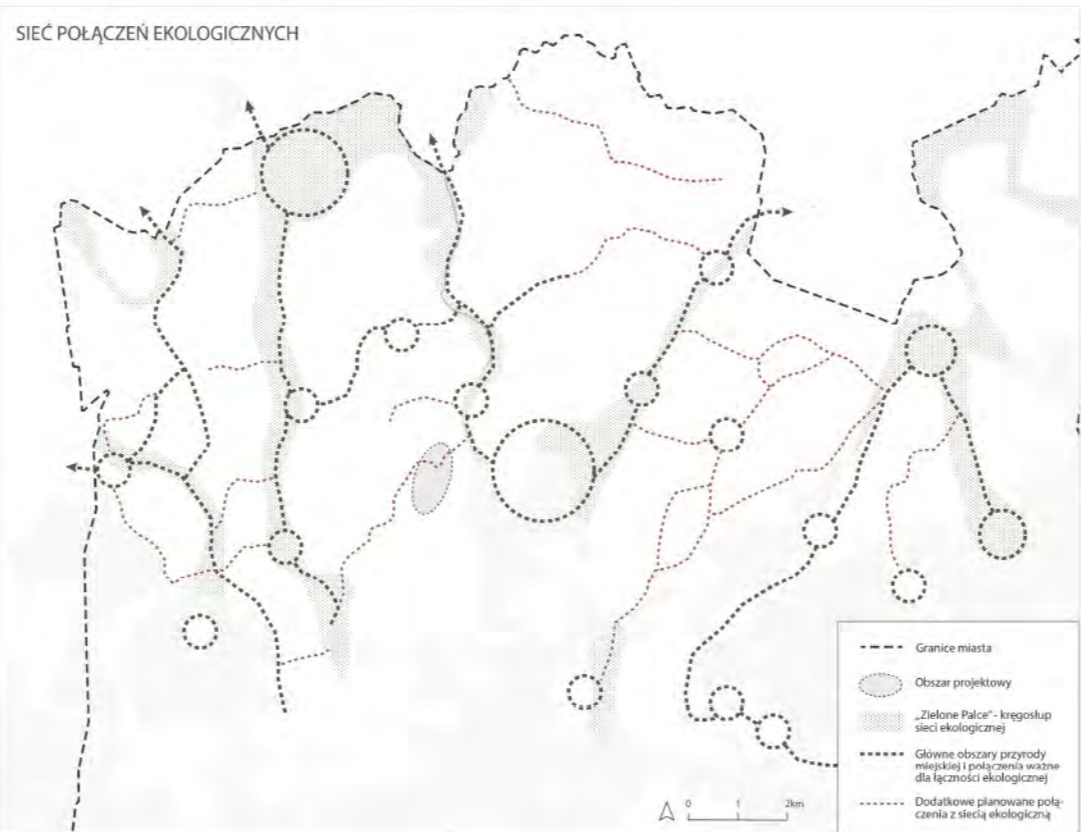 SIEĆ POŁĄCZEŃ EKOLOGICZNYCH
Granice miasta
Obszar projektowy
„Zielone Palce” - kręgosłup
sieci ekologicznej
Główne obszary przyrody
miejskiej i połączenia ważne
dla łączności ekologicznej
Dodatkowe planowane połą-
czenia z siecią ekologiczną
0 1 2km